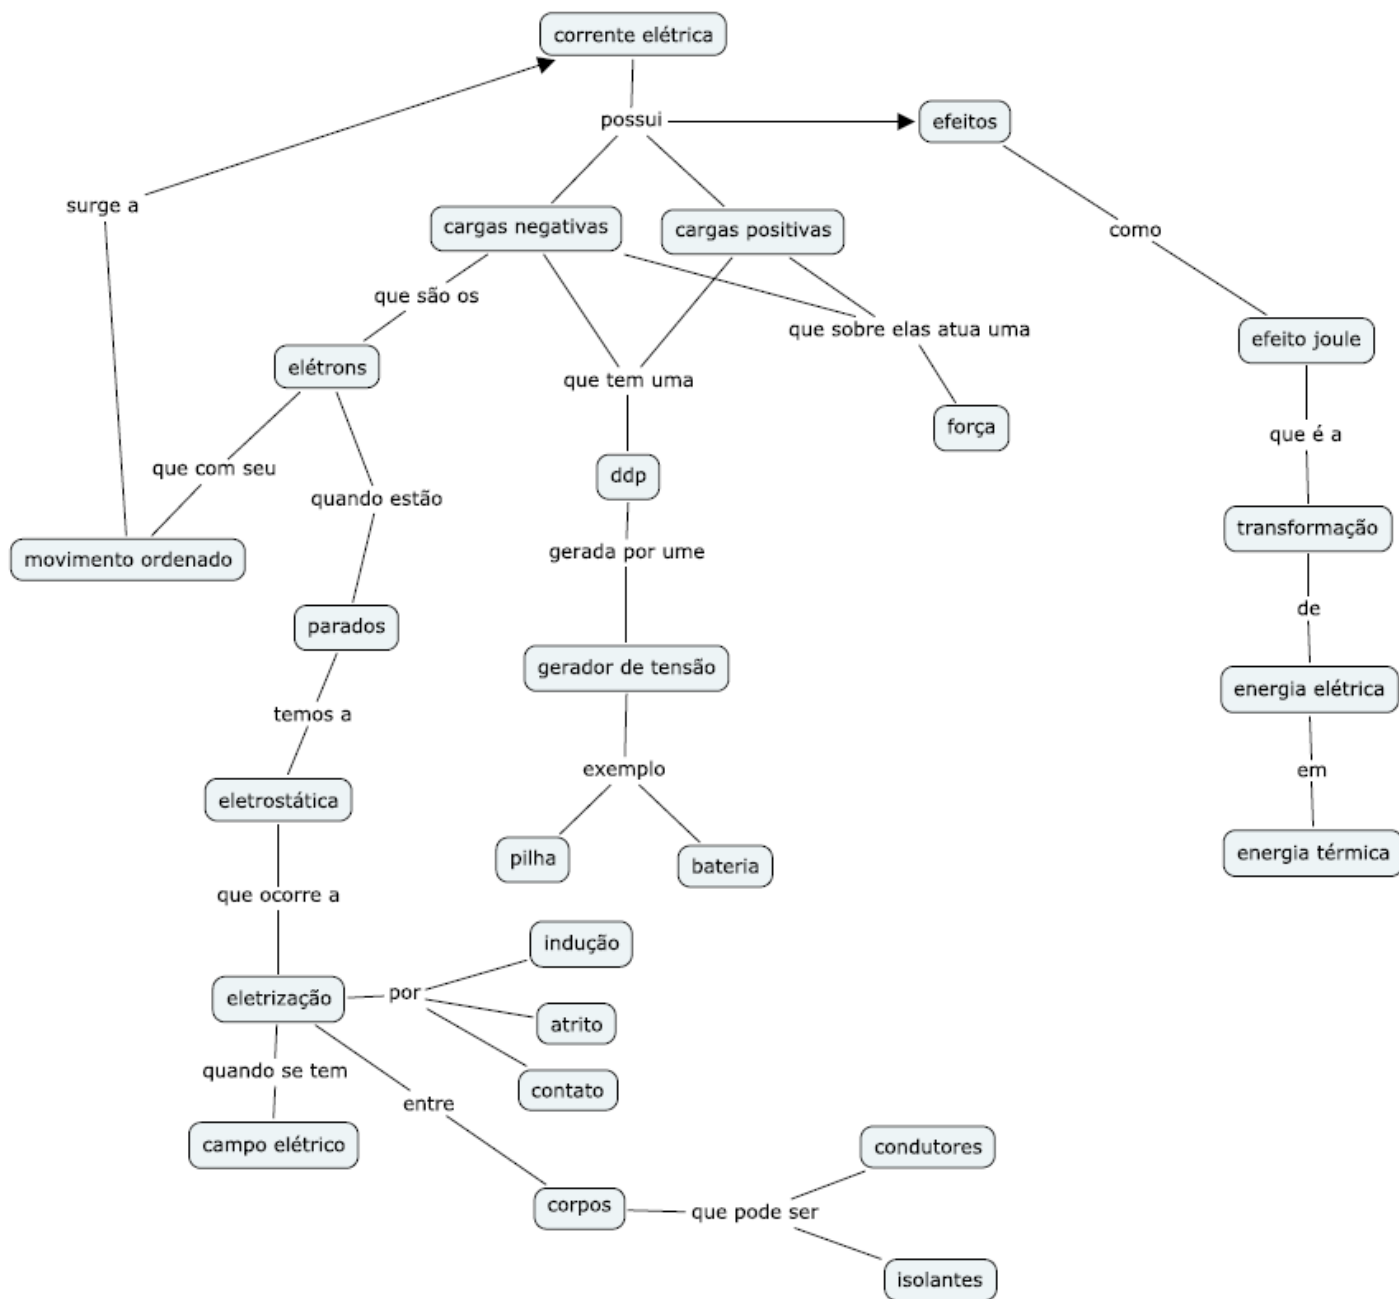 corrente elétrica
possui
efeitos
surge a
cargas negativas
cargas positivas
como
que são os
que sobre elas atua uma
efeito joule
elétrons
que tem uma
força
que é a
que com seu
ddp
quando estão
transformação
movimento ordenado
gerada por ume
de
parados
gerador de tensão
energia elétrica
temos a
exemplo
em
eletrostática
pilha
bateria
energia térmica
que ocorre a
indução
eletrização
por
atrito
quando se tem
contato
entre
campo elétrico
condutores
corpos
que pode ser
isolantes